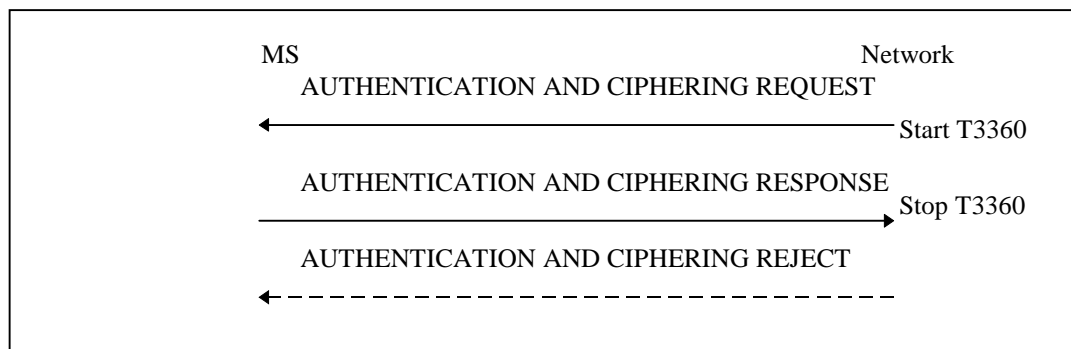 MS Network
AUTHENTICATION AND CIPHERING REQUEST
Start T3360
AUTHENTICATION AND CIPHERING RESPONSE
Stop T3360
AUTHENTICATION AND CIPHERING REJECT